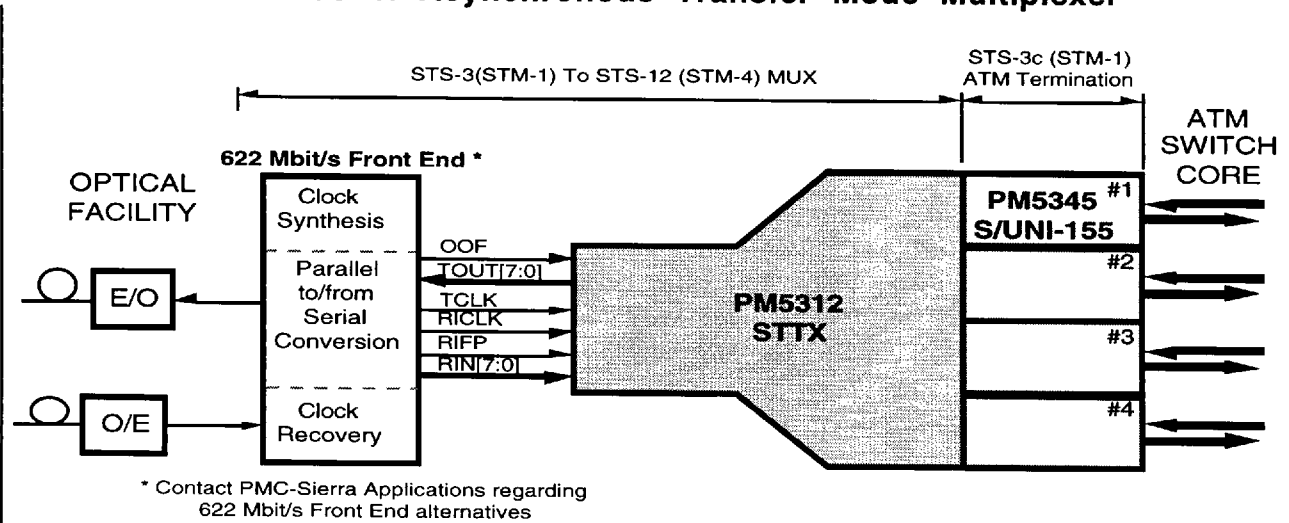 Transfer Mode Multiplexer
STS-3c (STM-1)
ATM Termination
STS-3(STM-1) To STS-12 (STM-4) MUX
ATM
SWITCH
CORE
622 Mbit/s Front End *
OPTICAL
FACILITY
Clock
Synthesis
#1
PM5345
S/UNI-155
OOF
TOUT[7:0]
#2
Parallel
to/from
Serial
Conversion
E/O
TCLK
RICLK
PM5312
STTX
RIFP
RIN[7:0]
#3
Clock
Recovery
O/E
#4
* Contact PMC-Sierra Applications regarding
622 Mbit/s Front End alternatives